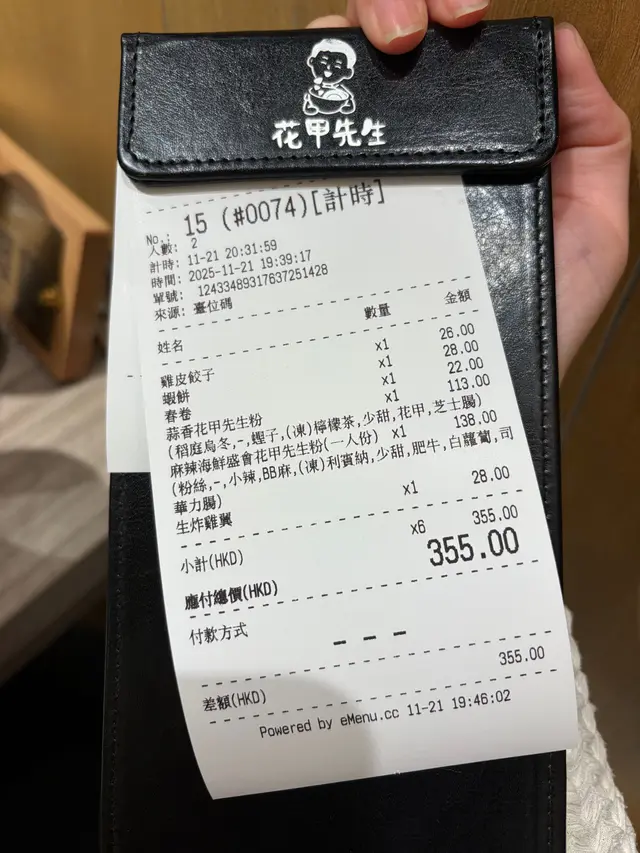 花甲先生
No.: 15 (#0074)[計時]
人數: 2
計時: 11-21 20:31:59
時間: 2025-11-21 19:39:17
單號: 12433489317637251428
來源: 臺位碼
姓名 數量 金額
雞皮餃子 x1 26.00
蝦餅 x1 28.00
春卷 x1 22.00
蒜香花甲先生粉 x1 113.00
(稻庭烏冬,-,蟶子,(凍)檸檬茶,少甜,花甲,芝士腸)
麻辣海鮮盛會花甲先生粉(一人份) x1 138.00
(粉絲,-,小辣,BB麻,(凍)利賓納,少甜,肥牛,白蘿蔔,司
華力腸)
生炸雞翼 x1 28.00
小計(HKD) x6 355.00
應付總價(HKD) 355.00
付款方式 - - -
差額(HKD) 355.00
Powered by eMenu.cc 11-21 19:46:02